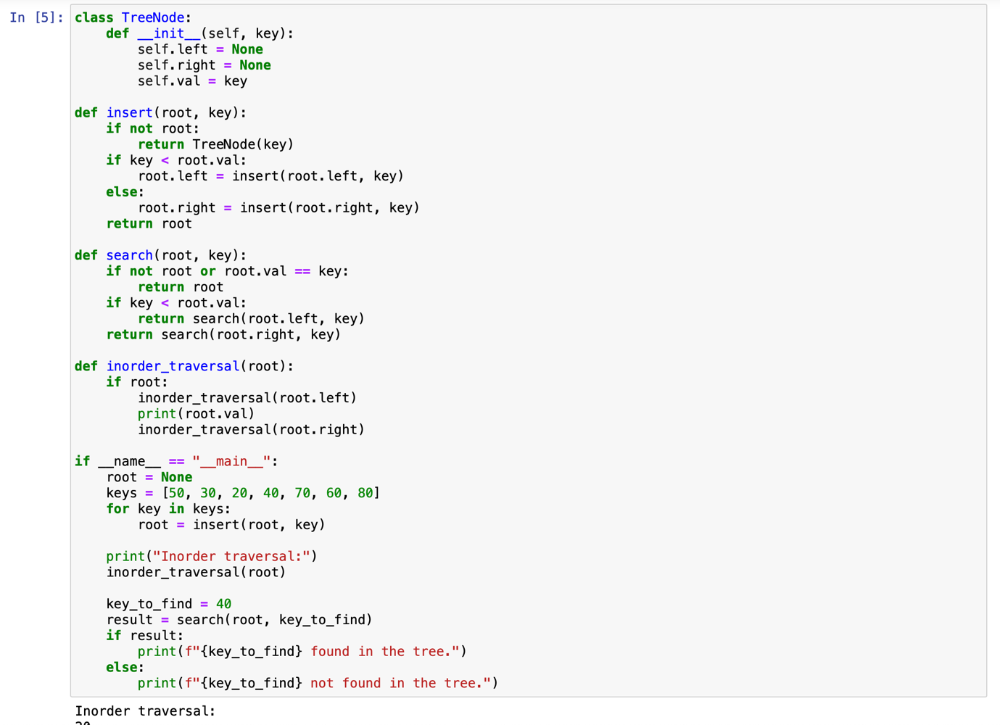 In [5]:
class TreeNode:
    def __init__(self, key):
        self.left = None
        self.right = None
        self.val = key

def insert(root, key):
    if not root:
        return TreeNode(key)
    if key < root.val:
        root.left = insert(root.left, key)
    else:
        root.right = insert(root.right, key)
    return root

def search(root, key):
    if not root or root.val == key:
        return root
    if key < root.val:
        return search(root.left, key)
    return search(root.right, key)

def inorder_traversal(root):
    if root:
        inorder_traversal(root.left)
        print(root.val)
        inorder_traversal(root.right)

if __name__ == "__main__":
    root = None
    keys = [50, 30, 20, 40, 70, 60, 80]
    for key in keys:
        root = insert(root, key)

    print("Inorder traversal:")
    inorder_traversal(root)

    key_to_find = 40
    result = search(root, key_to_find)
    if result:
        print(f"{key_to_find} found in the tree.")
    else:
        print(f"{key_to_find} not found in the tree.")
Inorder traversal: